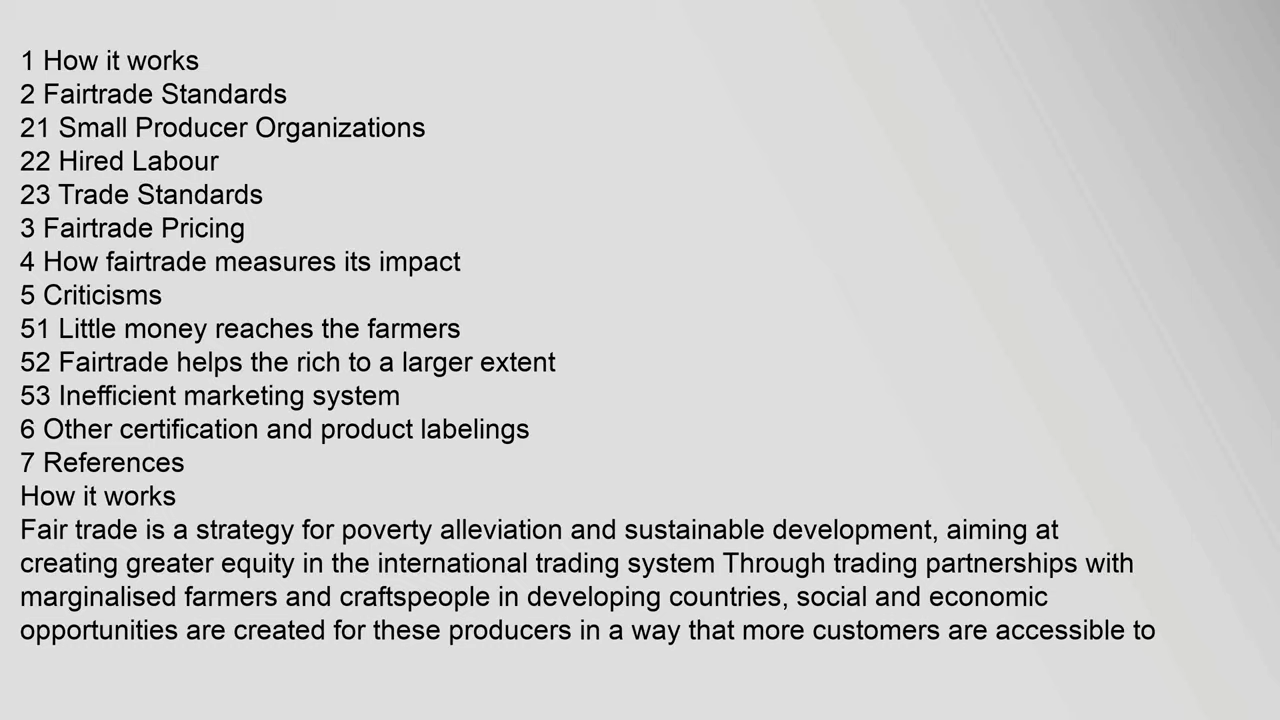 1 How it works
2 Fairtrade Standards
21 Small Producer Organizations
22 Hired Labour
23 Trade Standards
3 Fairtrade Pricing
4 How fairtrade measures its impact
5 Criticisms
51 Little money reaches the farmers
52 Fairtrade helps the rich to a larger extent
53 Inefficient marketing system
6 Other certification and product labelings
7 References
How it works
Fair trade is a strategy for poverty alleviation and sustainable development, aiming at
creating greater equity in the international trading system Through trading partnerships with
marginalised farmers and craftspeople in developing countries, social and economic
opportunities are created for these producers in a way that more customers are accessible to